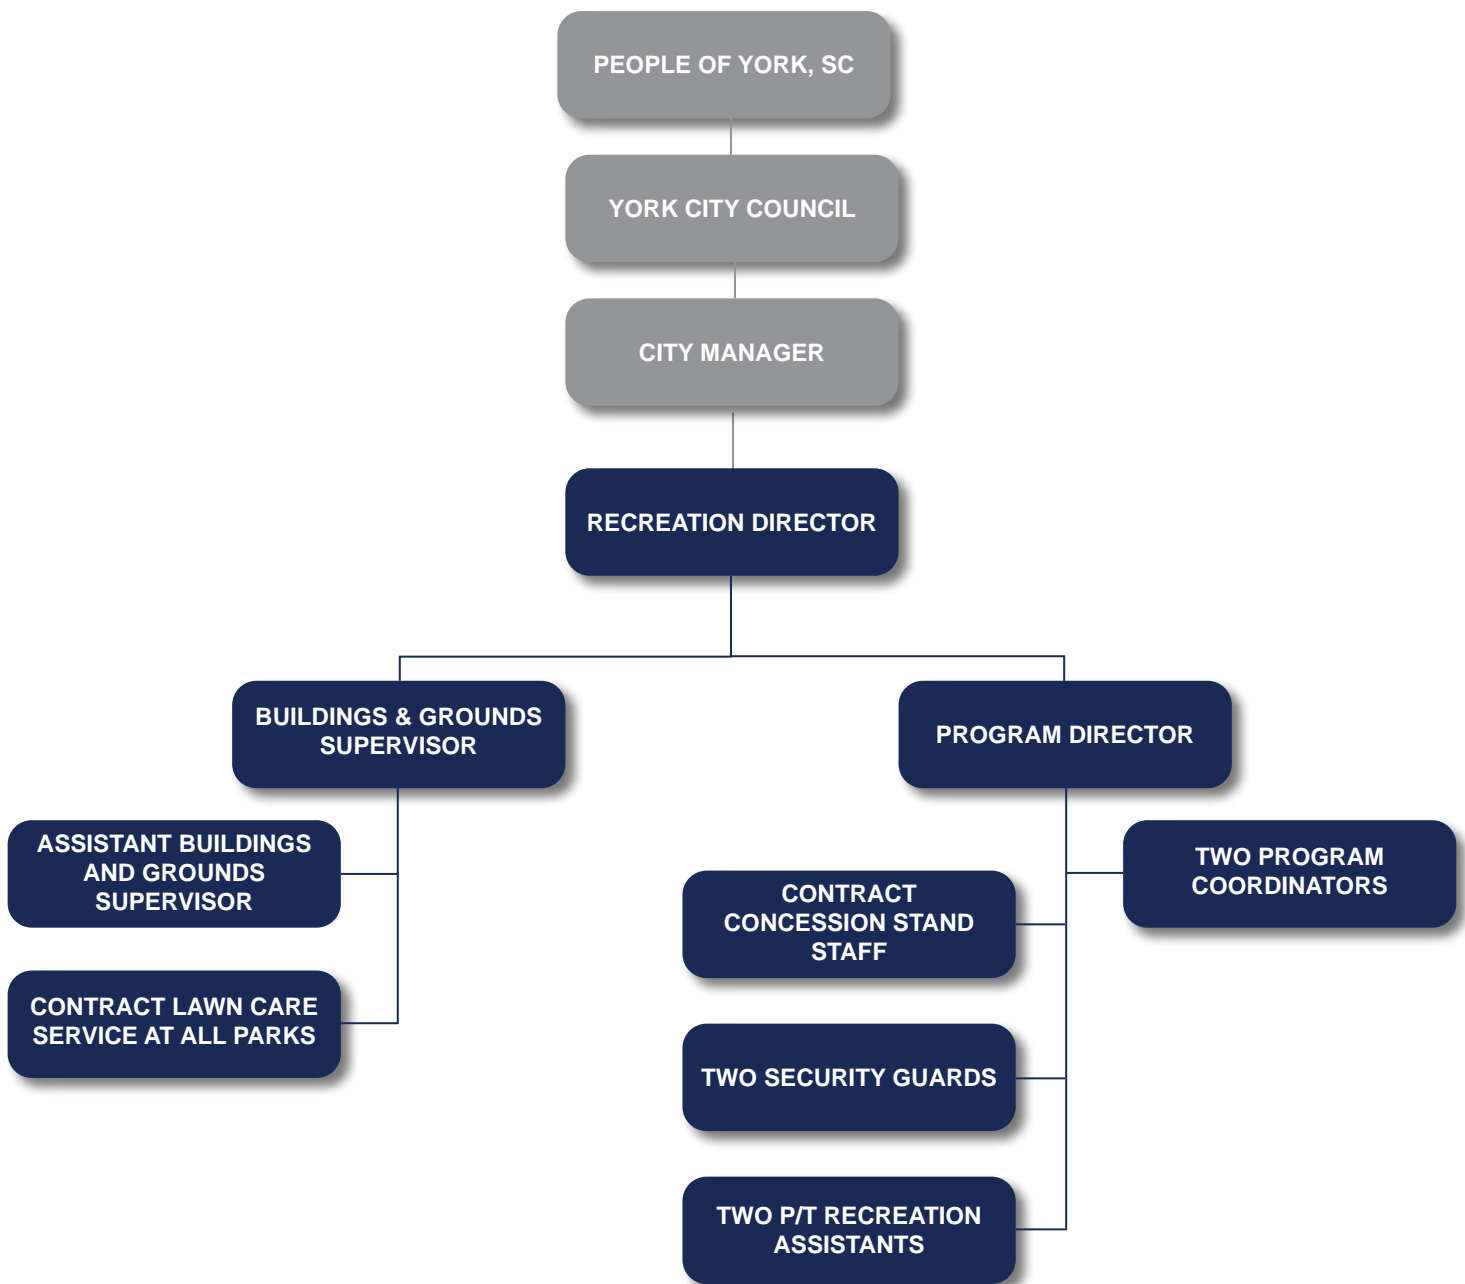 PEOPLE OF YORK, SC
YORK CITY COUNCIL
CITY MANAGER
RECREATION DIRECTOR
BUILDINGS & GROUNDS
SUPERVISOR
PROGRAM DIRECTOR
ASSISTANT BUILDINGS
AND GROUNDS
SUPERVISOR
CONTRACT LAWN CARE
SERVICE AT ALL PARKS
TWO PROGRAM
COORDINATORS
CONTRACT
CONCESSION STAND
STAFF
TWO SECURITY GUARDS
TWO P/T RECREATION
ASSISTANTS